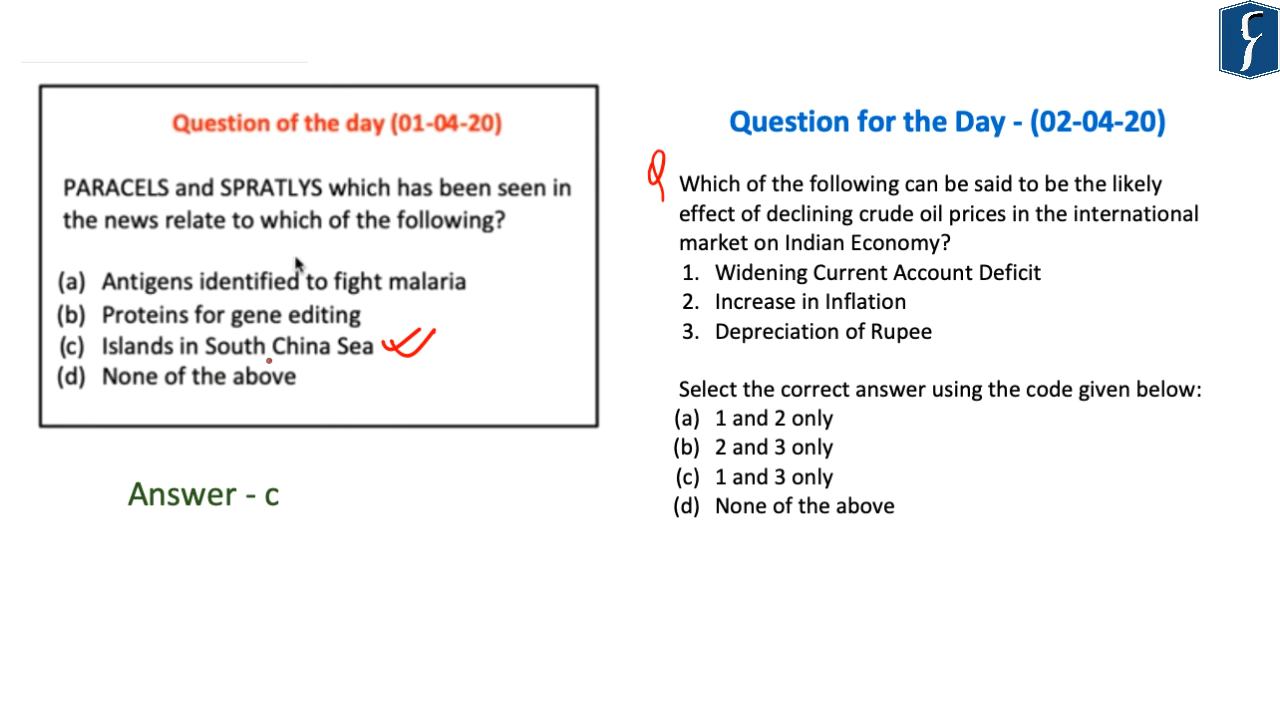 Question of the day (01-04-20)
PARACELS and SPRATLYS which has been seen in
the news relate to which of the following?
(a) Antigens identified to fight malaria
(b) Proteins for gene editing
(c) Islands in South China Sea
(d) None of the above
Answer - c
Question for the Day - (02-04-20)
Q
Which of the following can be said to be the likely
effect of declining crude oil prices in the international
market on Indian Economy?
1. Widening Current Account Deficit
2. Increase in Inflation
3. Depreciation of Rupee
Select the correct answer using the code given below:
(a) 1 and 2 only
(b) 2 and 3 only
(c) 1 and 3 only
(d) None of the above